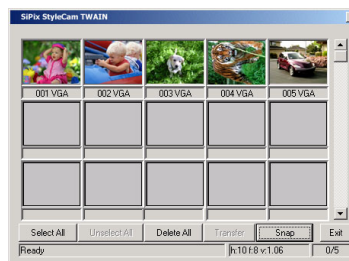 SiPix StyleCam TWAIN
001 VGA 002 VGA 003 VGA 004 VGA 005 VGA
Select All Unselect All Delete All Transfer Snap Exit
Ready h:10 f:8 v:1.06 0/5